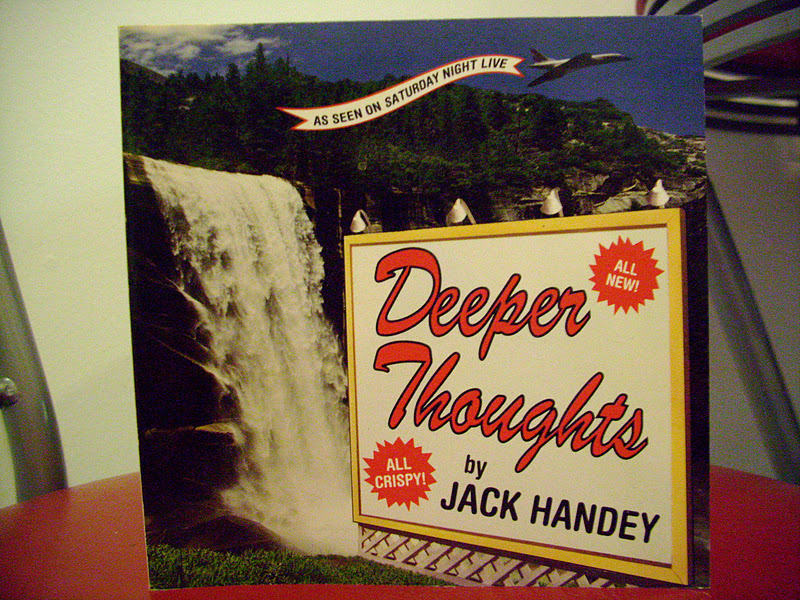 AS SEEN ON SATURDAY NIGHT LIVE
ALL
NEW!
Deeper
Thoughts
ALL
CRISPY!
by
JACK HANDEY